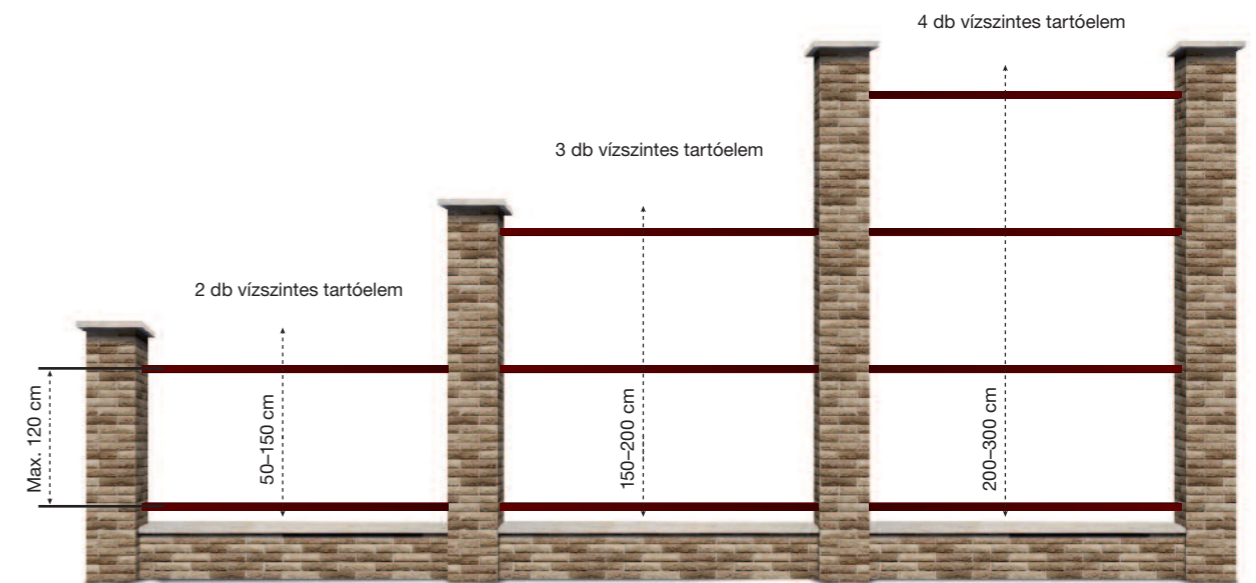 4 db vízszintes tartóelem
3 db vízszintes tartóelem
2 db vízszintes tartóelem
Max. 120 cm
50–150 cm
150–200 cm
200–300 cm